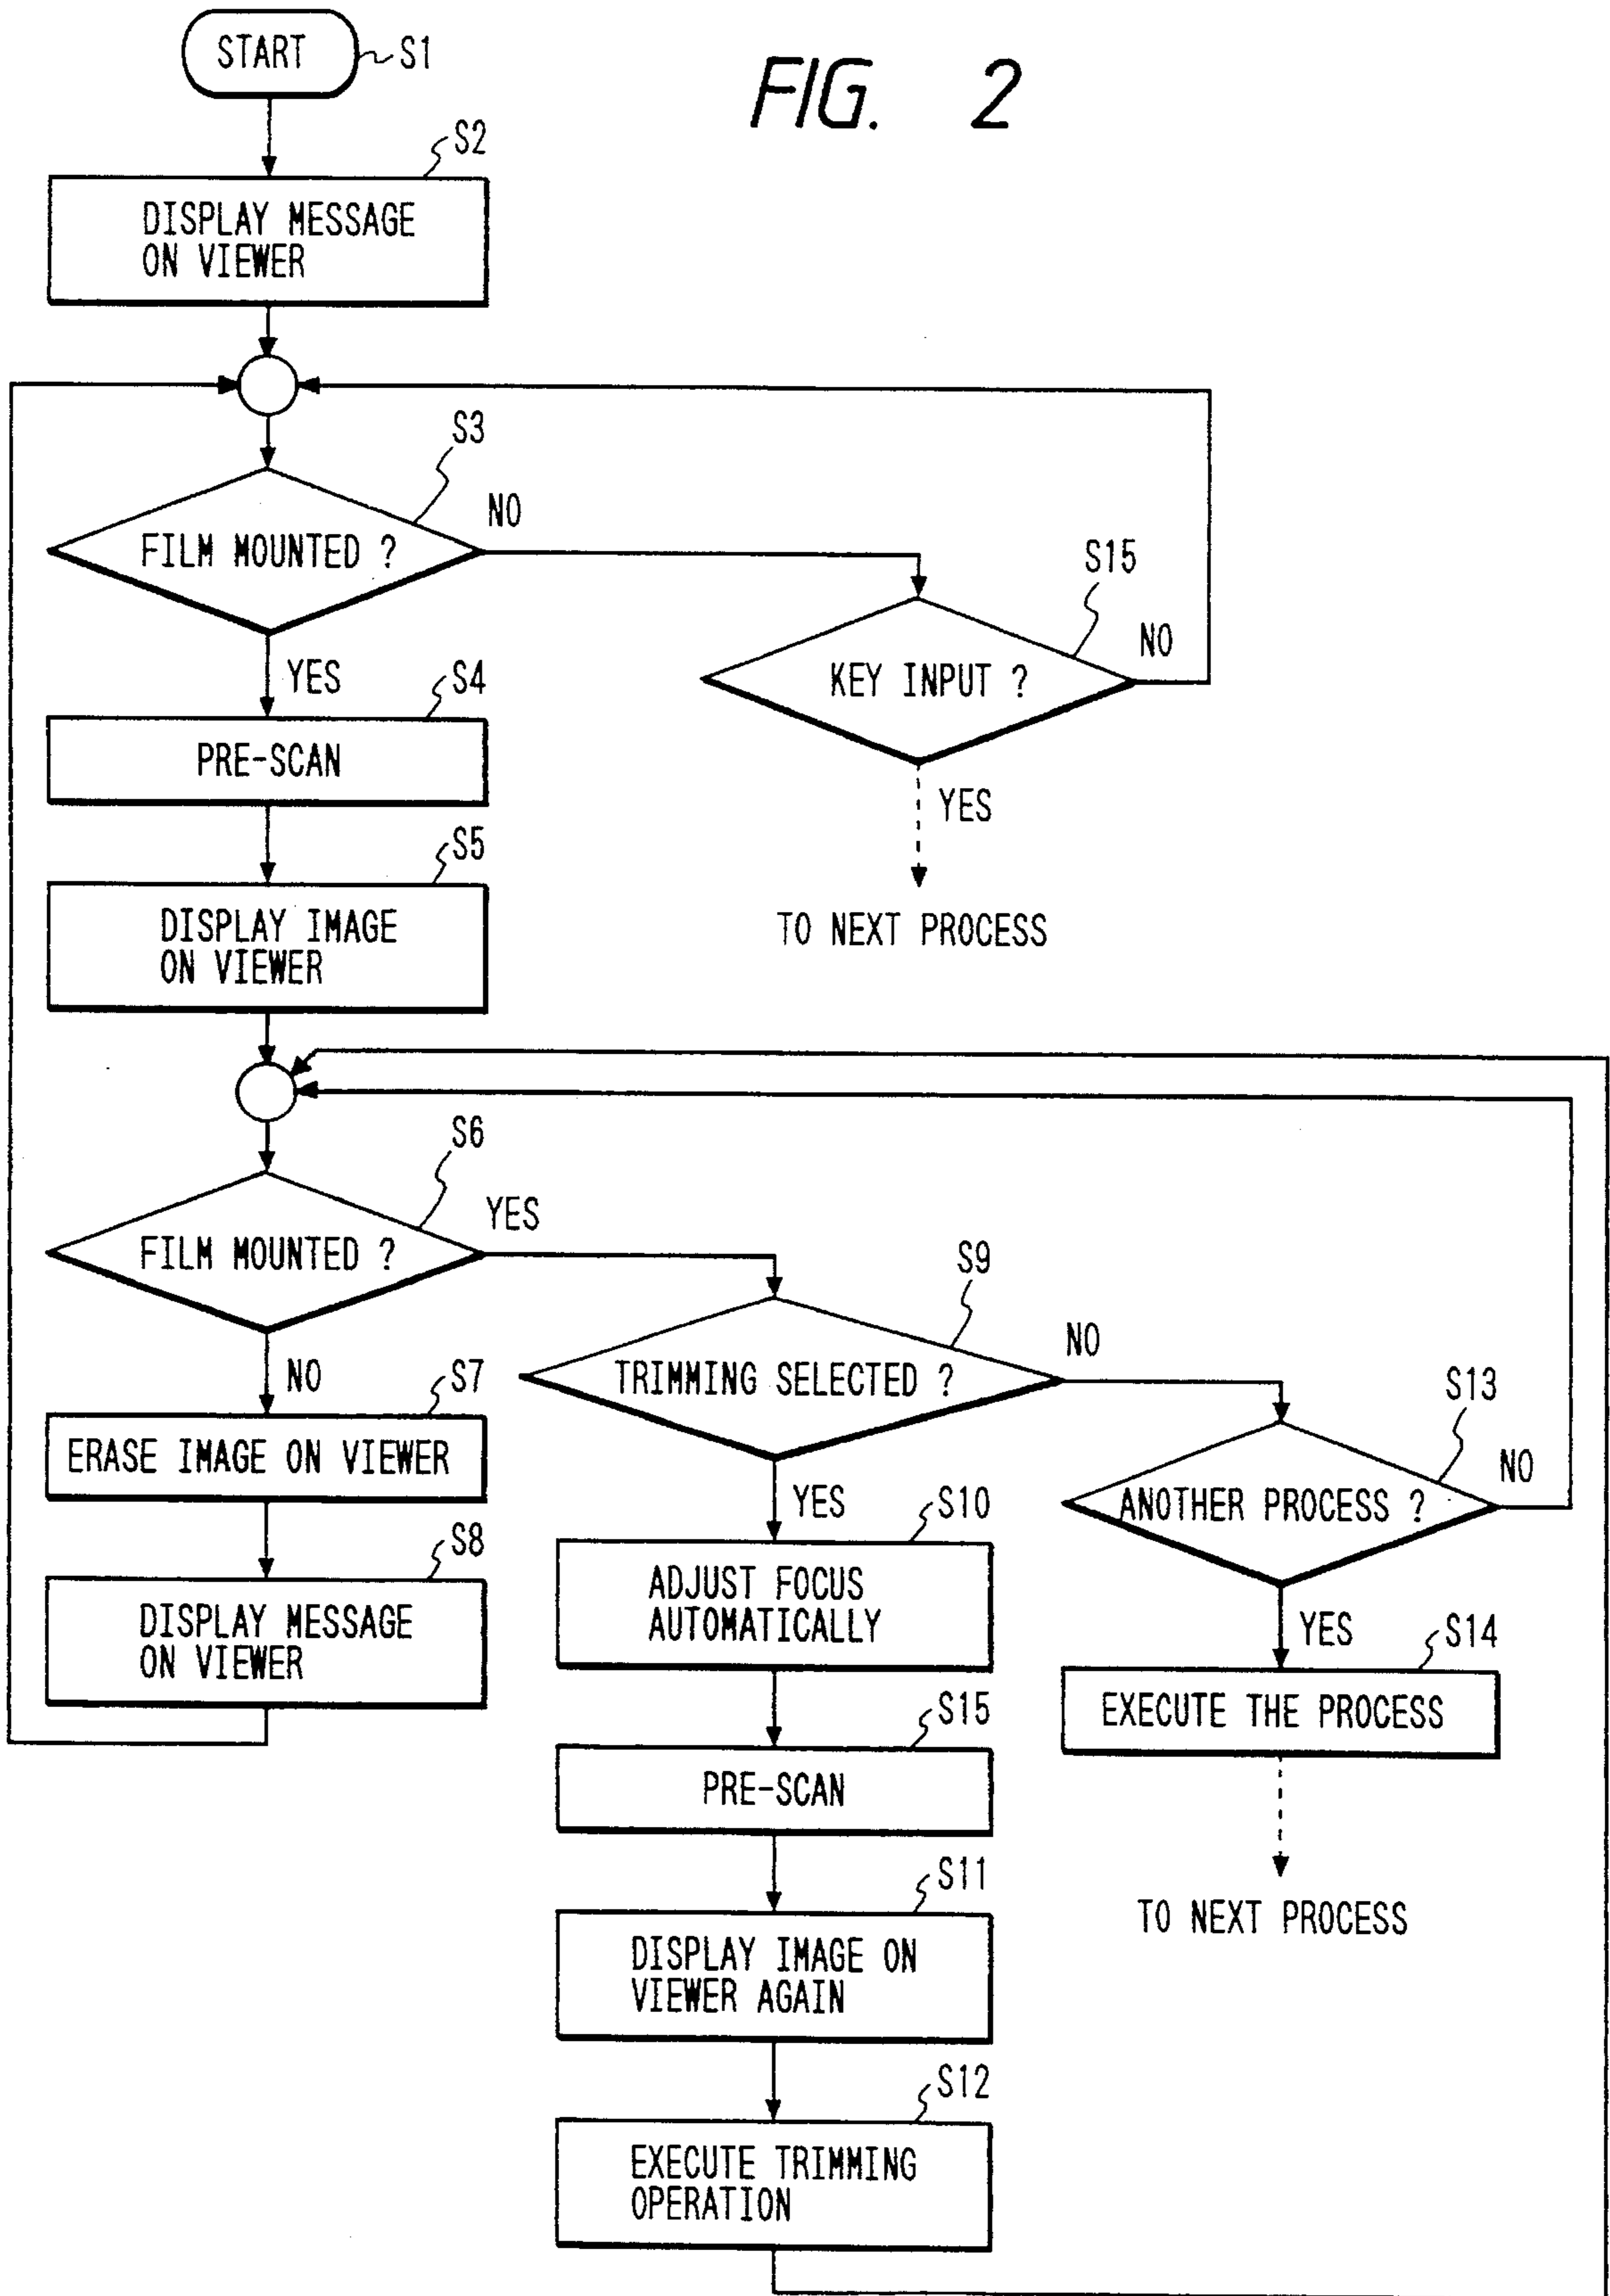 FIG. 2
START
S1
S2
DISPLAY MESSAGE
ON VIEWER
S3
FILM MOUNTED ?
NO
YES
S15
KEY INPUT ?
NO
YES
TO NEXT PROCESS
S4
PRE-SCAN
S5
DISPLAY IMAGE
ON VIEWER
S6
FILM MOUNTED ?
YES
NO
S7
ERASE IMAGE ON VIEWER
S8
DISPLAY MESSAGE
ON VIEWER
S9
TRIMMING SELECTED ?
NO
YES
S13
ANOTHER PROCESS ?
NO
YES
S14
EXECUTE THE PROCESS
TO NEXT PROCESS
S10
ADJUST FOCUS
AUTOMATICALLY
S15
PRE-SCAN
S11
DISPLAY IMAGE ON
VIEWER AGAIN
S12
EXECUTE TRIMMING
OPERATION